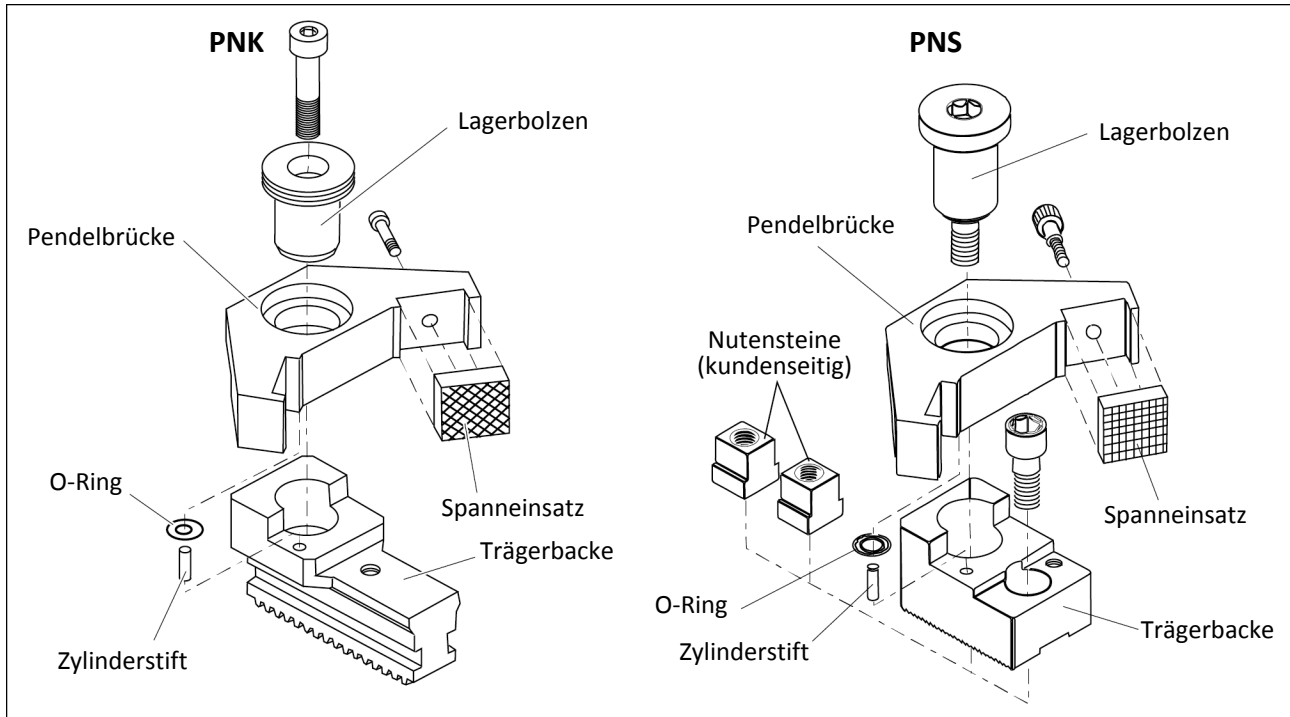 PNK
Lagerbolzen
Pendelbrücke
O-Ring
Spanneinsatz
Trägerbacke
Zylinderstift
PNS
Lagerbolzen
Pendelbrücke
Nutensteine
(kundenseitig)
Spanneinsatz
O-Ring
Trägerbacke
Zylinderstift